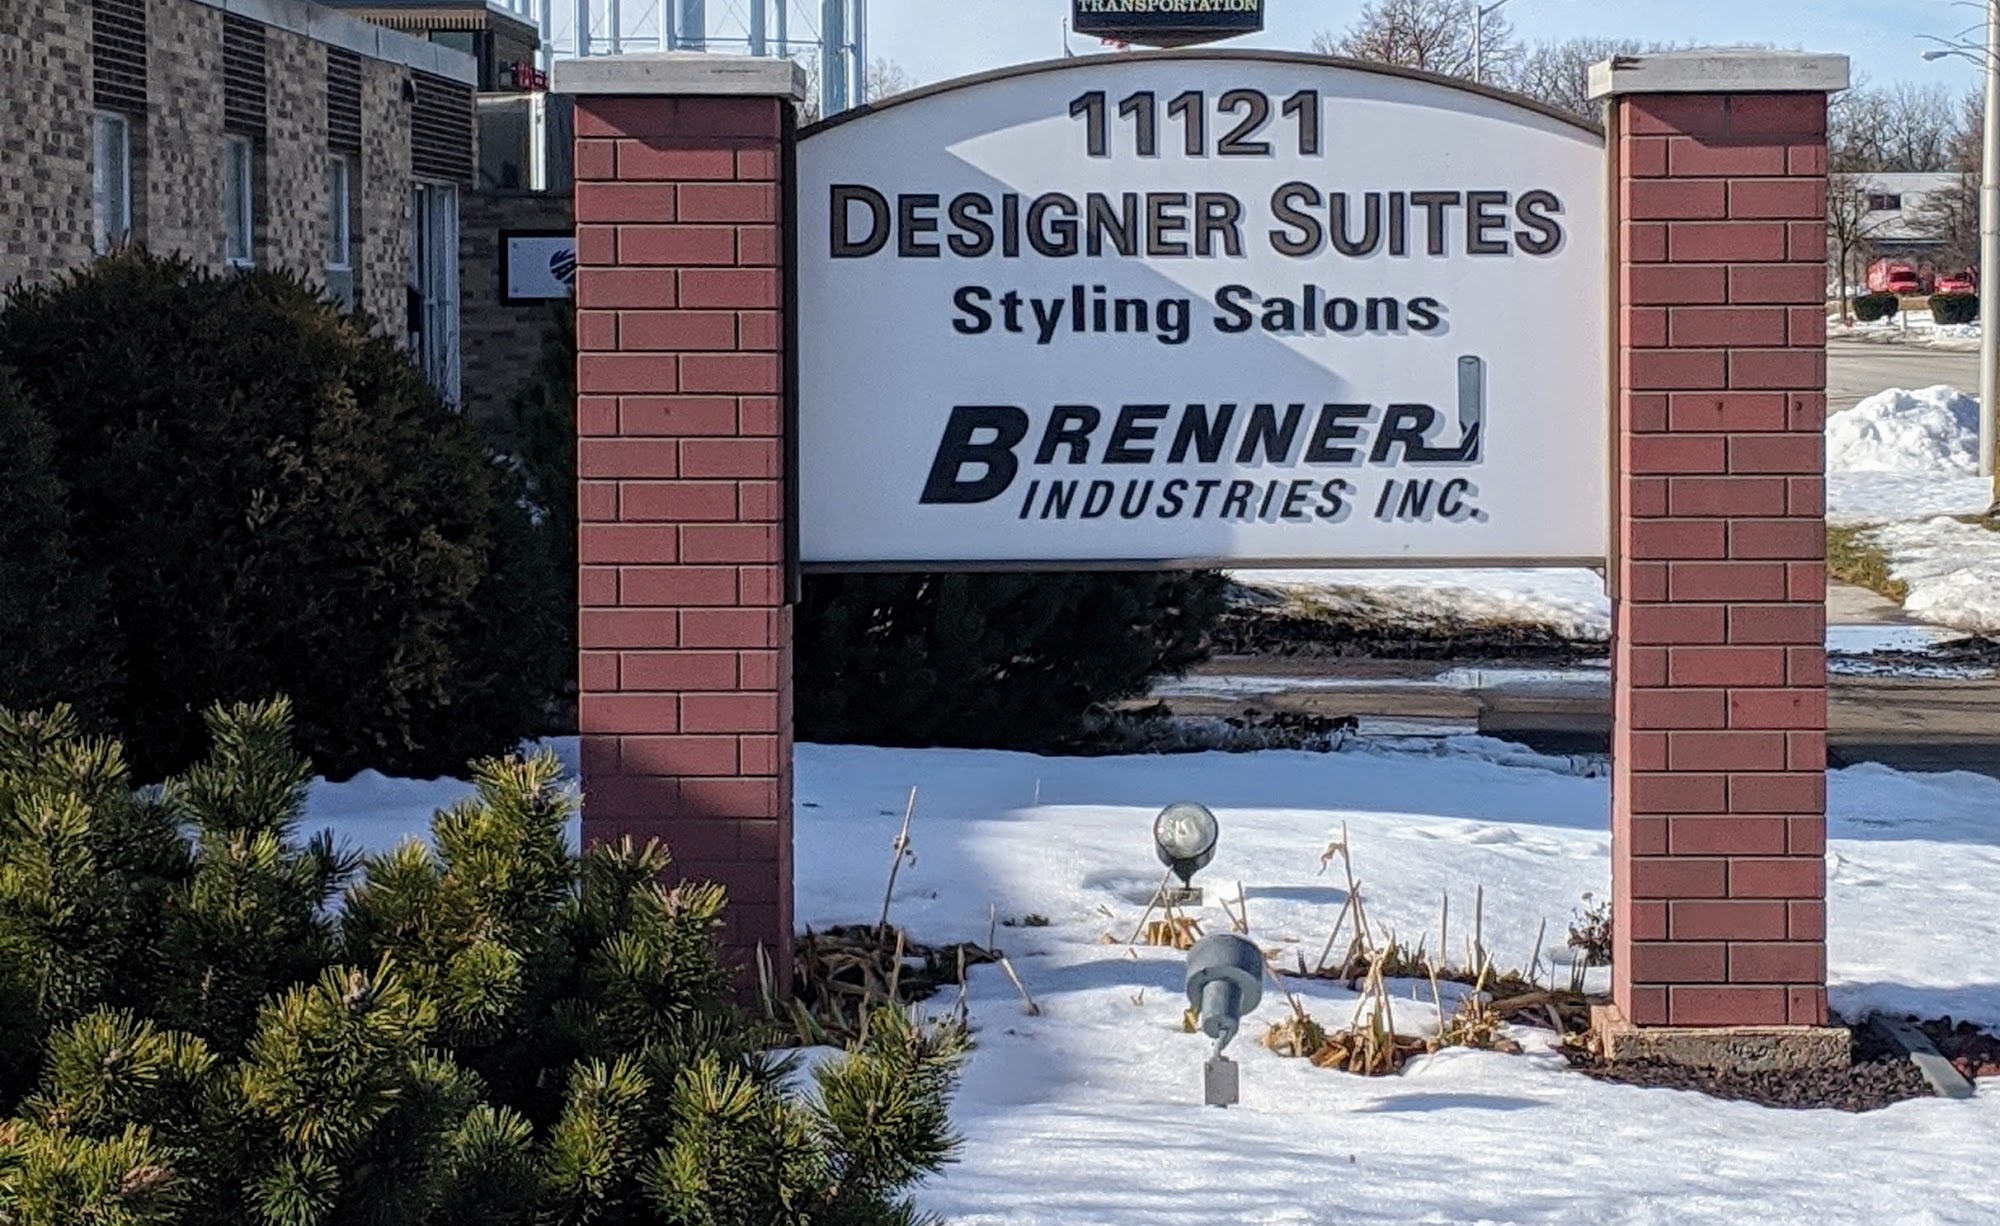 TRANSPORTATION
11121
DESIGNER SUITES
Styling Salons
BRENNER
INDUSTRIES INC.